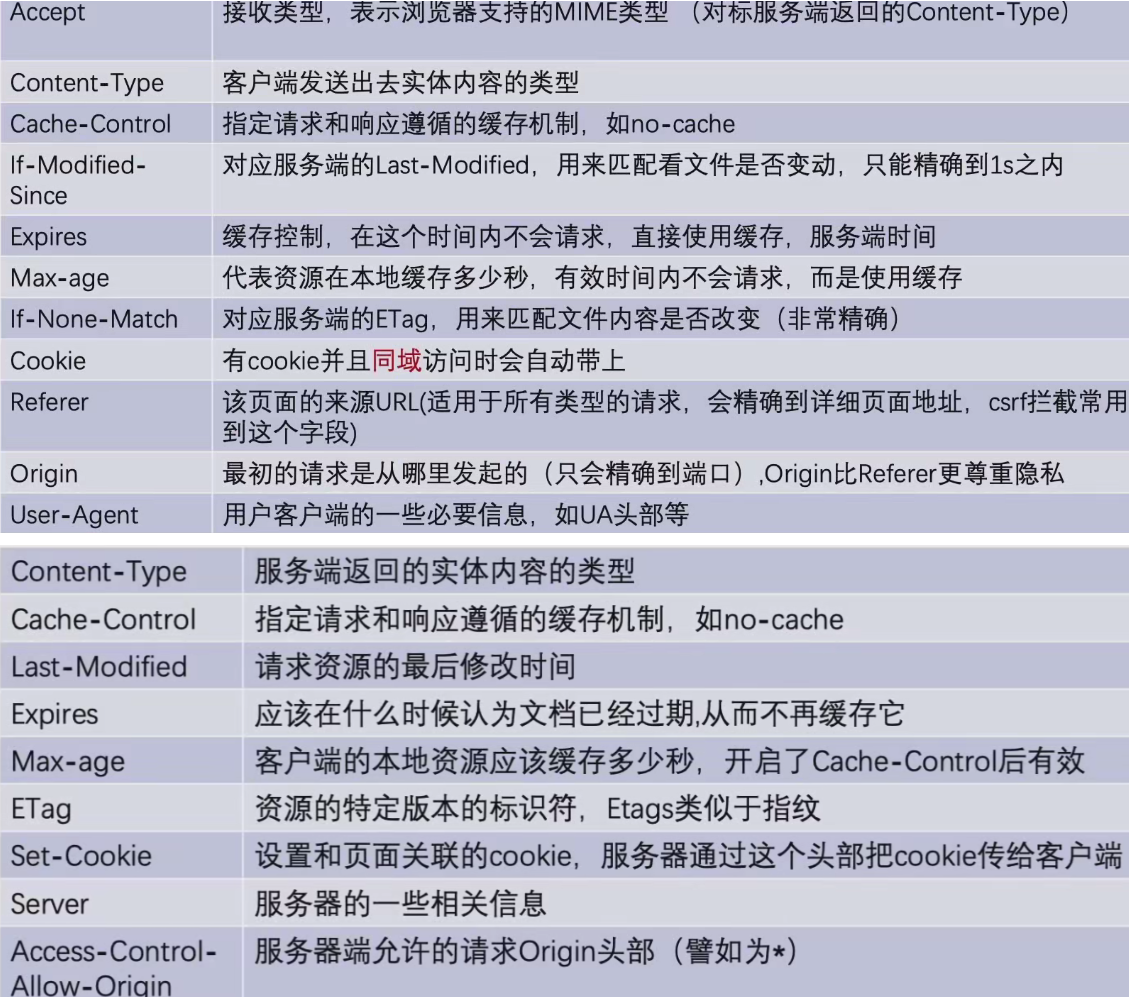 Accept 接收类型，表示浏览器支持的MIME类型 （对标服务端返回的Content-Type）
Content-Type 客户端发送出去实体内容的类型
Cache-Control 指定请求和响应遵循的缓存机制，如no-cache
If-Modified- 对应服务端的Last-Modified，用来匹配看文件是否变动，只能精确到1s之内
Since
Expires 缓存控制，在这个时间内不会请求，直接使用缓存，服务端时间
Max-age 代表资源在本地缓存多少秒，有效时间内不会请求，而是使用缓存
If-None-Match 对应服务端的ETag，用来匹配文件内容是否改变（非常精确）
Cookie 有cookie并且同域访问时会自动带上
Referer 该页面的来源URL(适用于所有类型的请求，会精确到详细页面地址，csrf拦截常用
到这个字段)
Origin 最初的请求是从哪里发起的（只会精确到端口）,Origin比Referer更尊重隐私
User-Agent 用户客户端的一些必要信息，如UA头部等
Content-Type 服务端返回的实体内容的类型
Cache-Control 指定请求和响应遵循的缓存机制，如no-cache
Last-Modified 请求资源的最后修改时间
Expires 应该在什么时候认为文档已经过期,从而不再缓存它
Max-age 客户端的本地资源应该缓存多少秒，开启了Cache-Control后有效
ETag 资源的特定版本的标识符，Etags类似于指纹
Set-Cookie 设置和页面关联的cookie，服务器通过这个头部把cookie传给客户端
Server 服务器的一些相关信息
Access-Control- 服务器端允许的请求Origin头部（譬如为*）
Allow-Origin